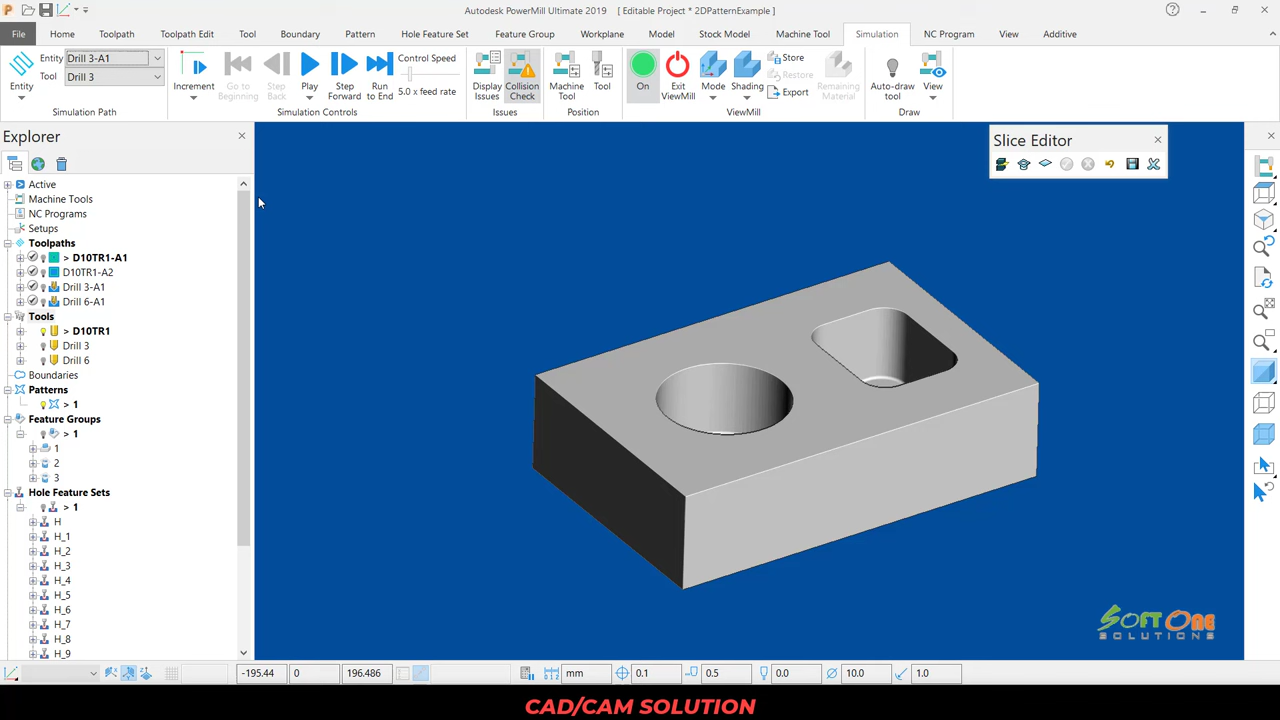 Autodesk PowerMill Ultimate 2019 [ Editable Project * 2DPatternExample ]
File Home Toolpath Toolpath Edit Tool Boundary Pattern Hole Feature Set Feature Group Workplane Model Stock Model Machine Tool Simulation NC Program View Additive
Entity
Entity Drill 3-A1
Tool Drill 3
Simulation Path
Increment
Go to Beginning
Step Back
Play
Step Forward
Run to End
Control Speed
5.0 x feed rate
Simulation Controls
Display Issues
Collision Check
Issues
Machine Tool
Tool
Position
On
Exit ViewMill
Mode
Shading
Store
Restore
Export
Remaining Material
ViewMill
Auto-draw tool
View
Draw
Explorer
Slice Editor
Active
Machine Tools
NC Programs
Setups
Toolpaths
> D10TR1-A1
D10TR1-A2
Drill 3-A1
Drill 6-A1
Tools
> D10TR1
Drill 3
Drill 6
Boundaries
Patterns
> 1
Feature Groups
> 1
1
2
3
Hole Feature Sets
> 1
H
H_1
H_2
H_3
H_4
H_5
H_6
H_7
H_8
H_9
SoftOne
SOLUTIONS
-195.44 0 196.486 mm 0.1 0.5 0.0 10.0 1.0
CAD/CAM SOLUTION